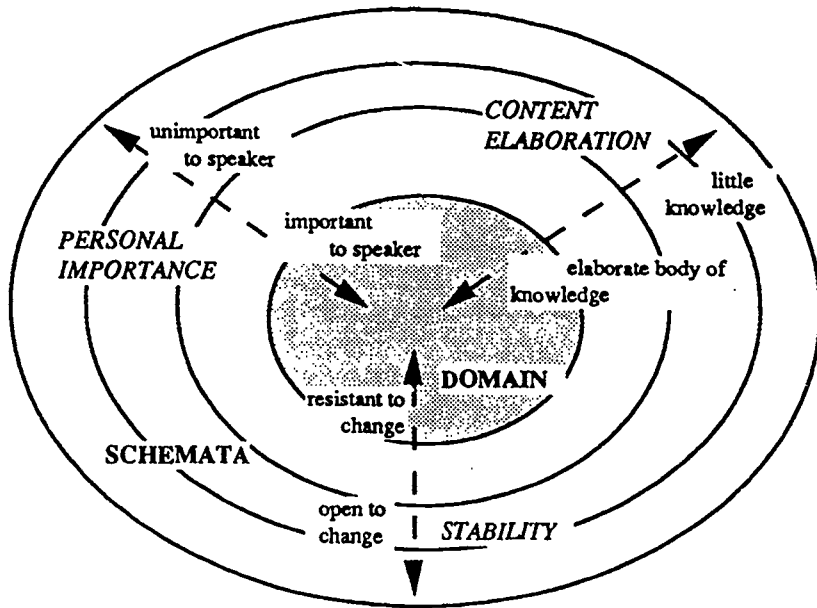 CONTENT
ELABORATION
unimportant
to speaker
little
knowledge
important
to speaker
PERSONAL
IMPORTANCE
elaborate body of
knowledge
DOMAIN
resistant to
change
SCHEMATA
open to
change
STABILITY